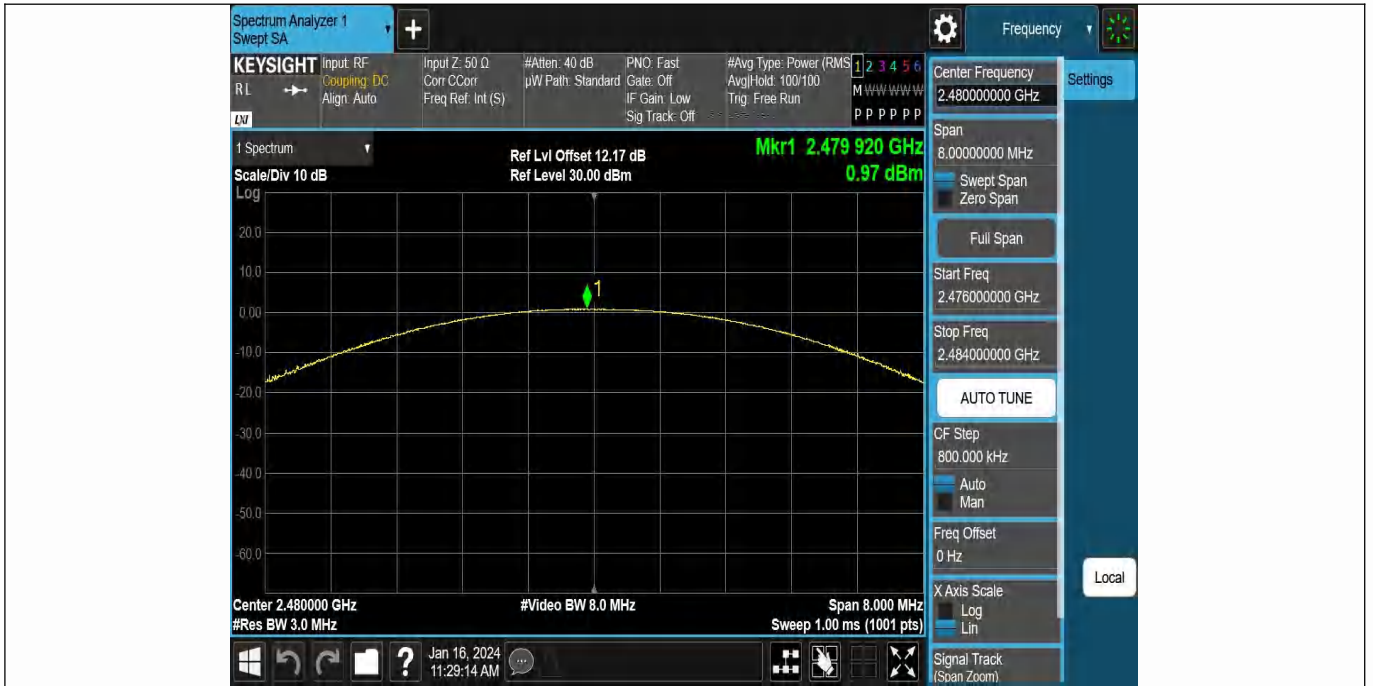 Spectrum Analyzer 1
Swept SA
+
Frequency
KEYSIGHT
RL
LXI
Input: RF
Coupling: DC
Align: Auto
Input Z: 50 Ω
Corr CCorr
Freq Ref: Int (S)
#Atten: 40 dB
µW Path: Standard
PNO: Fast
Gate: Off
IF Gain: Low
Sig Track: Off
#Avg Type: Power (RMS
Avg|Hold: 100/100
Trig: Free Run
1 2 3 4 5 6
M W W W W W
P P P P P P
1 Spectrum
Scale/Div 10 dB
Ref Lvl Offset 12.17 dB
Ref Level 30.00 dBm
Mkr1 2.479 920 GHz
0.97 dBm
Log
20.0
10.0
0.00
-10.0
-20.0
-30.0
-40.0
-50.0
-60.0
1
Center 2.480000 GHz
#Res BW 3.0 MHz
#Video BW 8.0 MHz
Span 8.000 MHz
Sweep 1.00 ms (1001 pts)
Jan 16, 2024
11:29:14 AM
?
Center Frequency
2.480000000 GHz
Settings
Span
8.00000000 MHz
Swept Span
Zero Span
Full Span
Start Freq
2.476000000 GHz
Stop Freq
2.484000000 GHz
AUTO TUNE
CF Step
800.000 kHz
Auto
Man
Freq Offset
0 Hz
X Axis Scale
Log
Lin
Local
Signal Track
(Span Zoom)